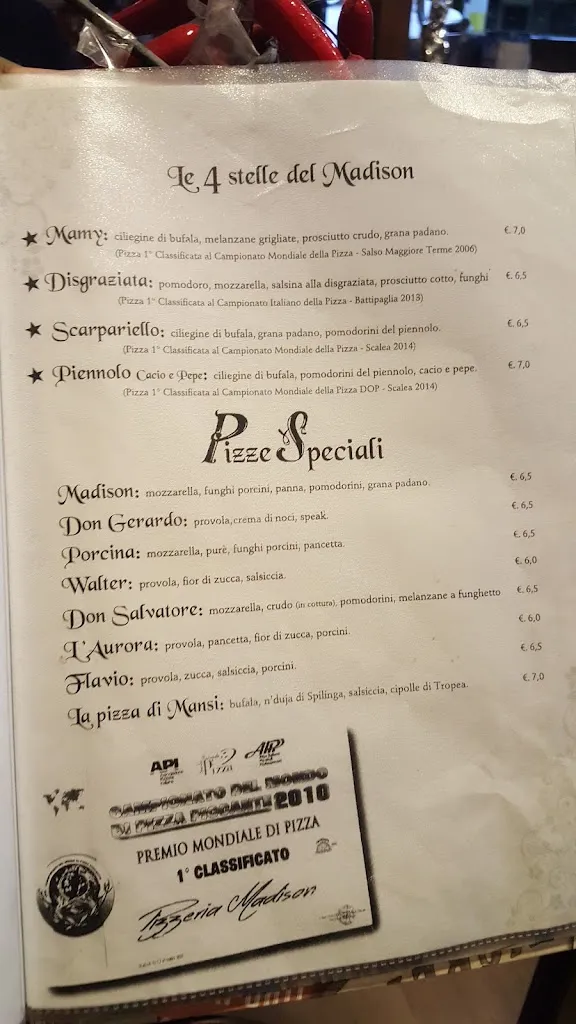 Le 4 stelle del Madison
Mamy: ciliegine di bufala, melanzane grigliate, prosciutto crudo, grana padano. €. 7,0
(Pizza 1° Classificata al Campionato Mondiale della Pizza - Salso Maggiore Terme 2006)
Disgraziata: pomodoro, mozzarella, salsina alla disgraziata, prosciutto cotto, funghi €. 6,5
(Pizza 1° Classificata al Campionato Italiano della Pizza - Battipaglia 2013)
Scarpariello: ciliegine di bufala, grana padano, pomodorini del piennolo. €. 6,5
(Pizza 1° Classificata al Campionato Mondiale della Pizza - Scalea 2014)
Piennolo Cacio e Pepe: ciliegine di bufala, pomodorini del piennolo, cacio e pepe. €. 7,0
(Pizza 1° Classificata al Campionato Mondiale della Pizza DOP - Scalea 2014)
Pizze Speciali
Madison: mozzarella, funghi porcini, panna, pomodorini, grana padano. €. 6,5
Don Gerardo: provola, crema di noci, speak. €. 6,5
Porcina: mozzarella, purè, funghi porcini, pancetta. €. 6,5
Walter: provola, fior di zucca, salsiccia. €. 6,0
Don Salvatore: mozzarella, crudo (in cottura), pomodorini, melanzane a funghetto €. 6,5
L'Aurora: provola, pancetta, fior di zucca, porcini. €. 6,0
Flavio: provola, zucca, salsiccia, porcini. €. 6,5
La pizza di Mansi: bufala, n'duja di Spilinga, salsiccia, cipolle di Tropea. €. 7,0
API Pizza
CAMPIONATO DEL MONDO
DI PIZZA PICCANTE 2010
PREMIO MONDIALE DI PIZZA
1° CLASSIFICATO
Pizzeria Madison